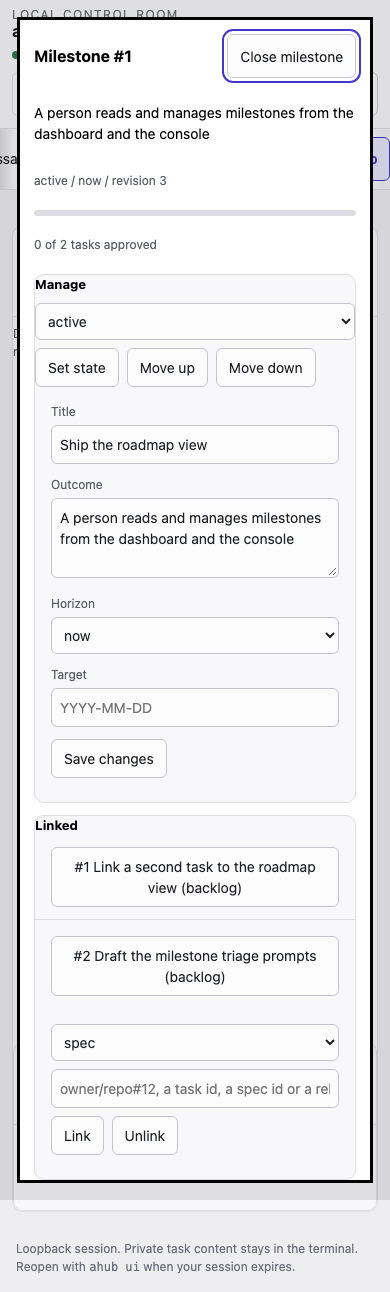 LOCAL CONTROL ROOM
Milestone #1
Close milestone
A person reads and manages milestones from the
dashboard and the console
active / now / revision 3
0 of 2 tasks approved
Manage
active
Set state
Move up
Move down
Title
Ship the roadmap view
Outcome
A person reads and manages milestones
from the dashboard and the console
Horizon
now
Target
YYYY-MM-DD
Save changes
Linked
#1 Link a second task to the roadmap
view (backlog)
#2 Draft the milestone triage prompts
(backlog)
spec
owner/repo#12, a task id, a spec id or a rel
Link
Unlink
Loopback session. Private task content stays in the terminal.
Reopen with ahub ui when your session expires.